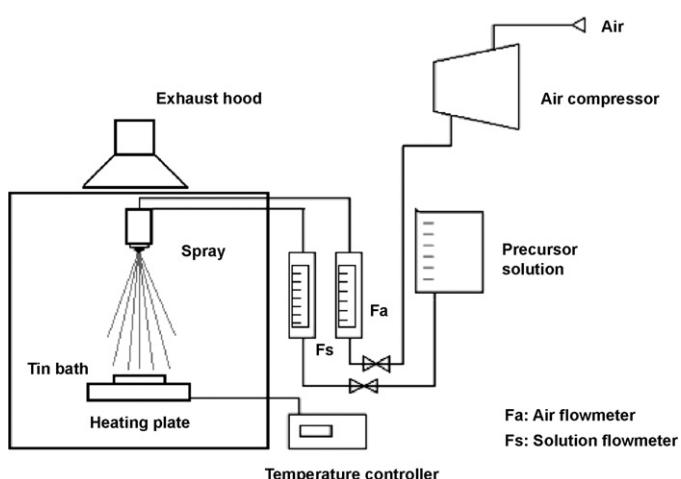 Air
Exhaust hood
Air compressor
Spray
Precursor
solution
Fa
Fs
Tin bath
Heating plate
Fa: Air flowmeter
Fs: Solution flowmeter
Temperature controller